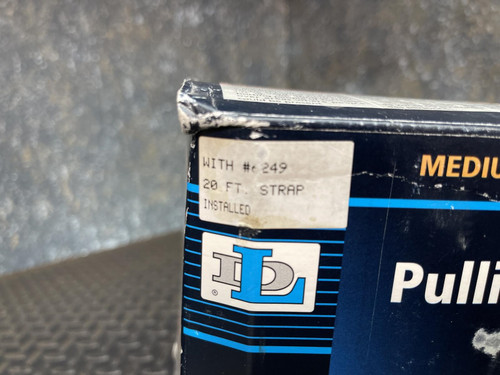 WITH #6249
20 FT. STRAP
INSTALLED
MEDIU
DL
®
Pulli